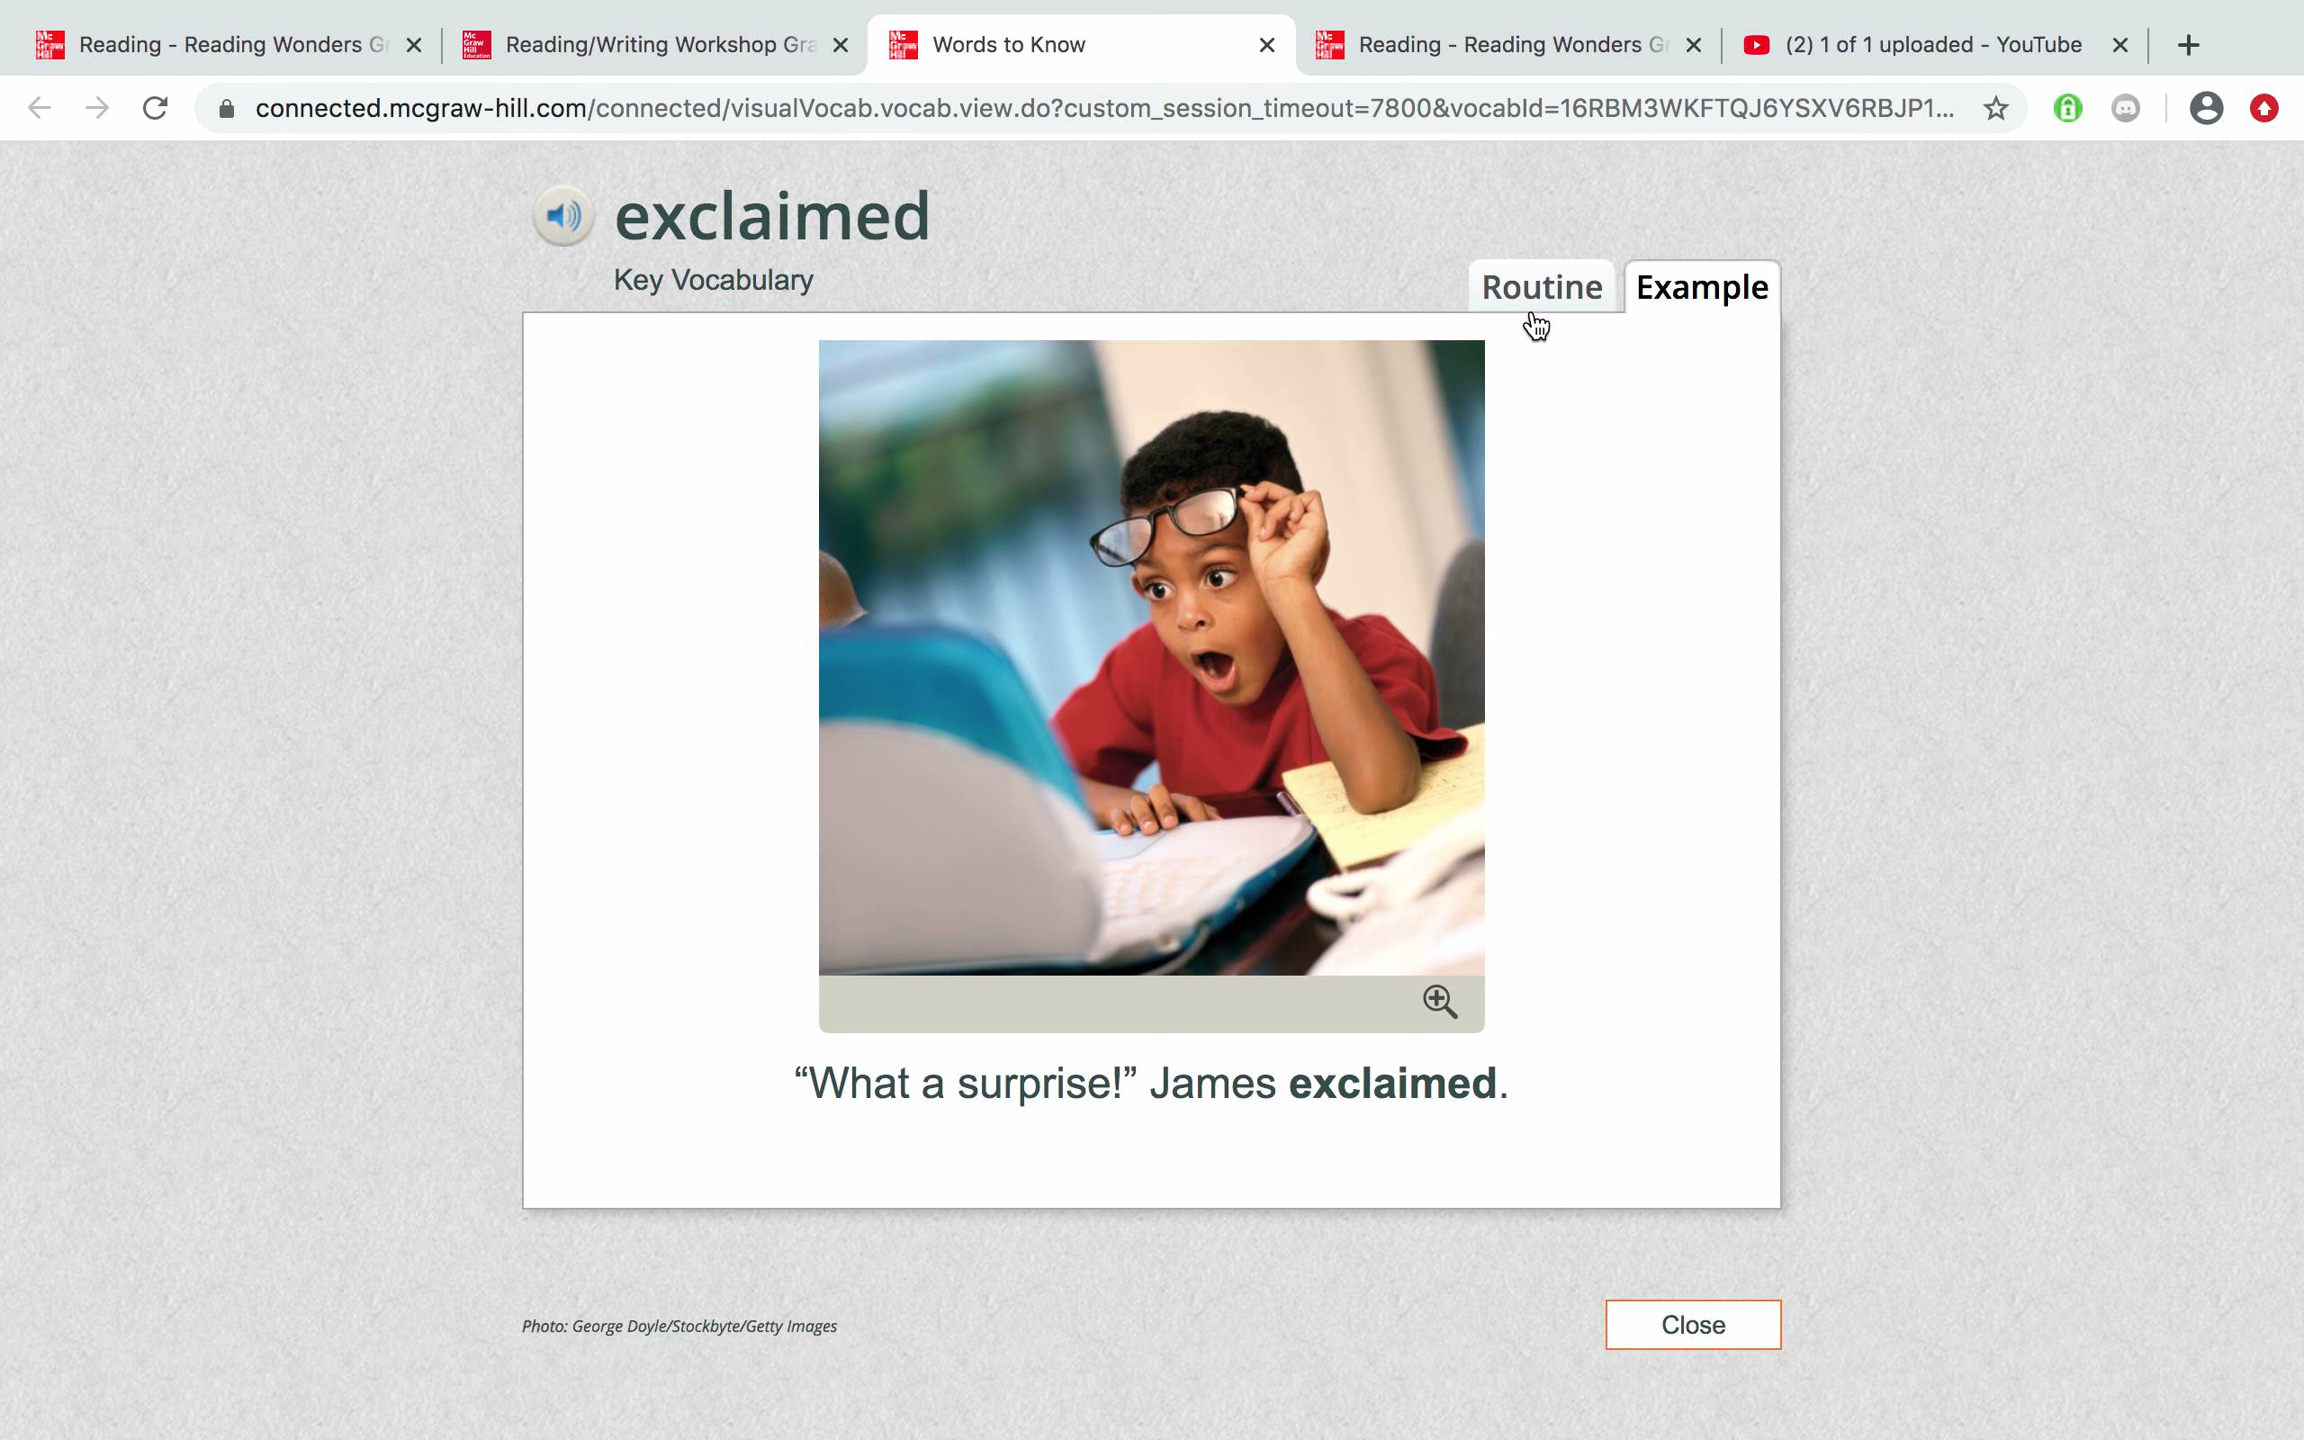 Reading - Reading Wonders Gr
Reading/Writing Workshop Gra
Words to Know
Reading - Reading Wonders Gr
(2) 1 of 1 uploaded - YouTube
connected.mcgraw-hill.com/connected/visualVocab.vocab.view.do?custom_session_timeout=7800&vocabId=16RBM3WKFTQJ6YSXV6RBJP1...
exclaimed
Key Vocabulary
Routine
Example
“What a surprise!” James exclaimed.
Photo: George Doyle/Stockbyte/Getty Images
Close